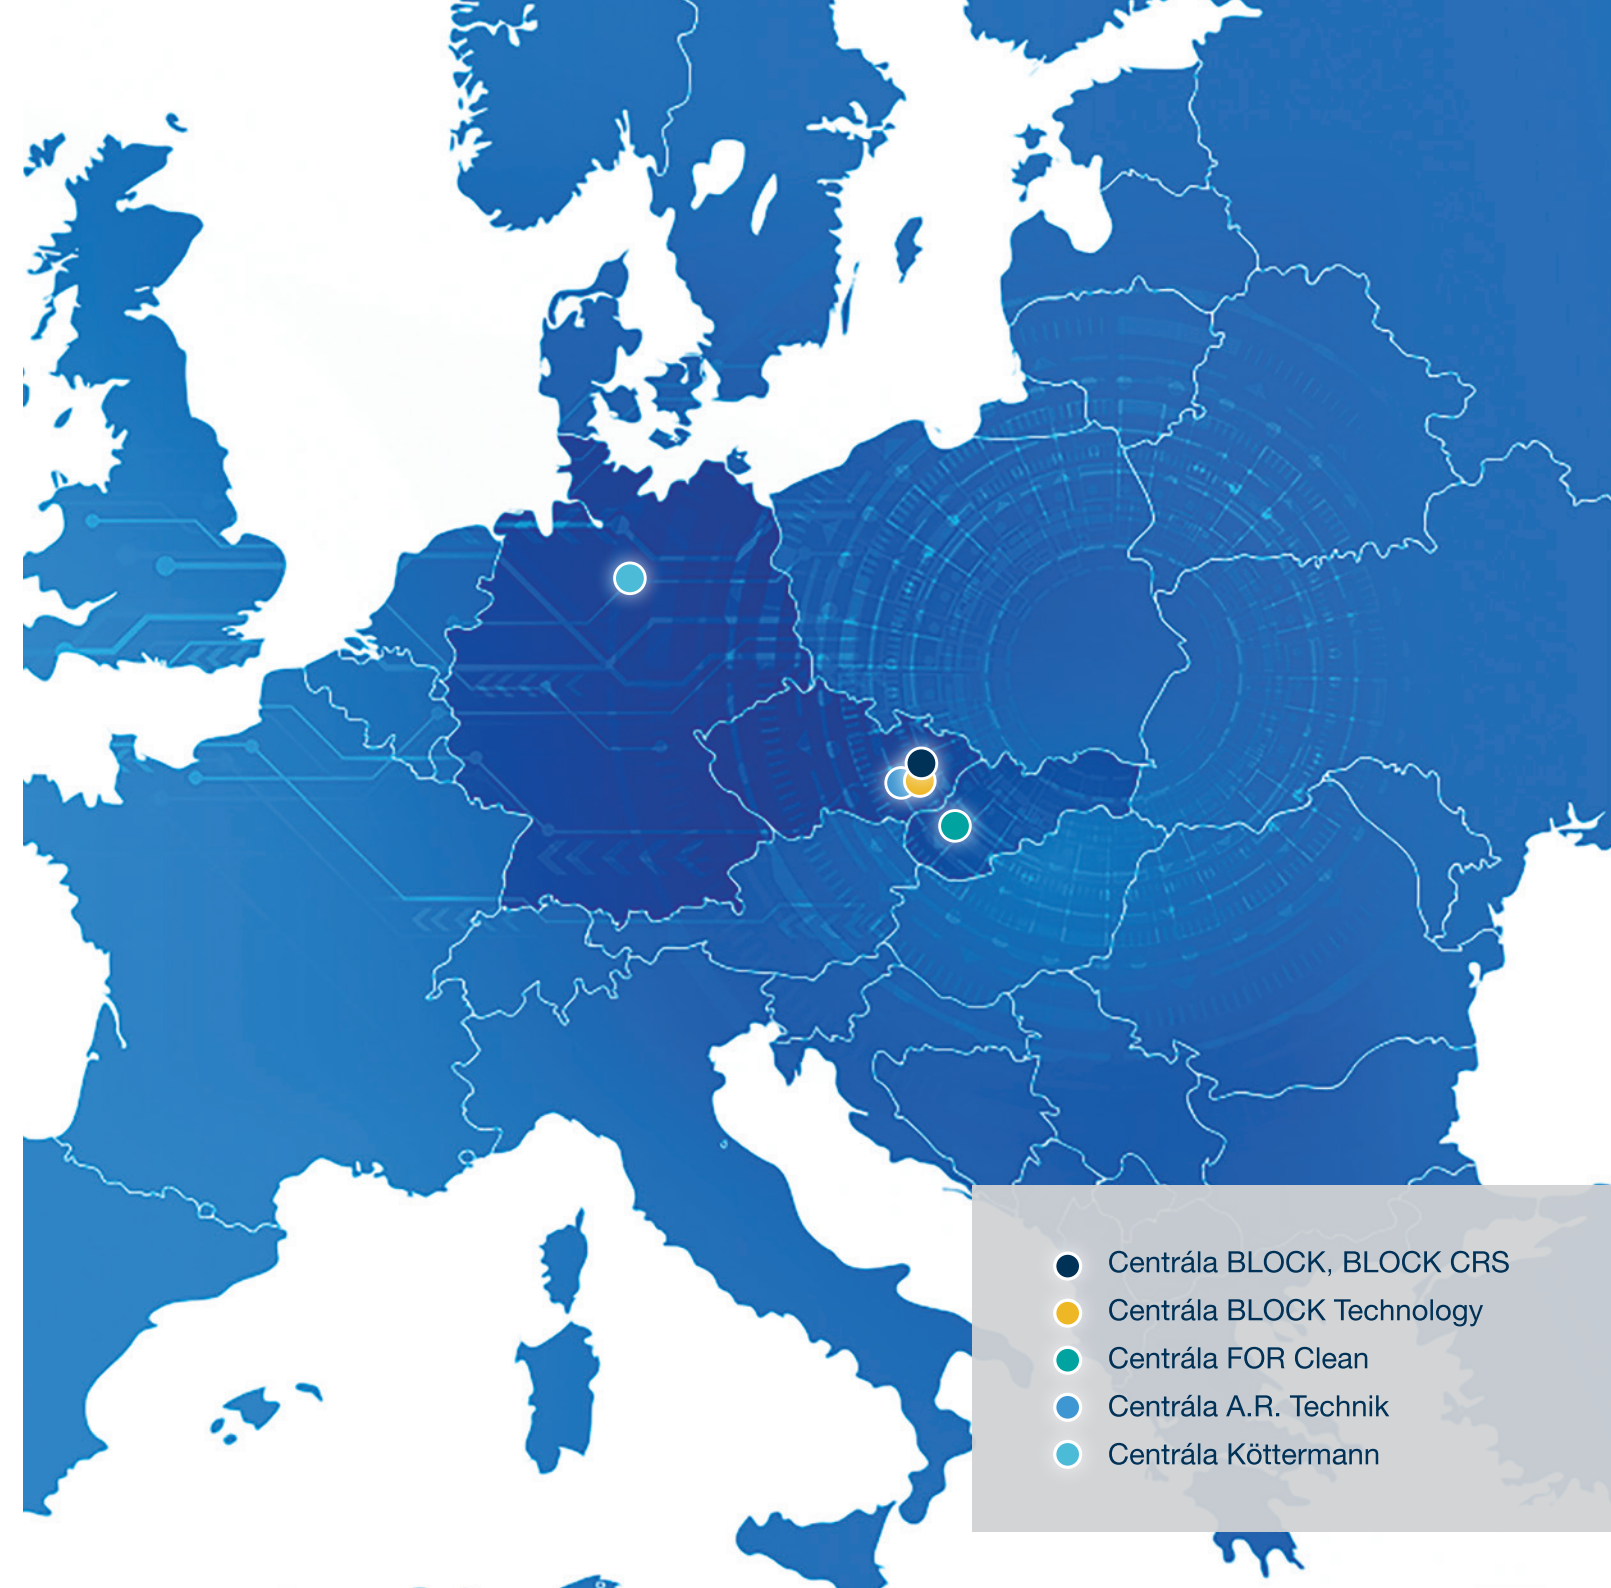 Centrála BLOCK, BLOCK CRS
Centrála BLOCK Technology
Centrála FOR Clean
Centrála A.R. Technik
Centrála Köttermann